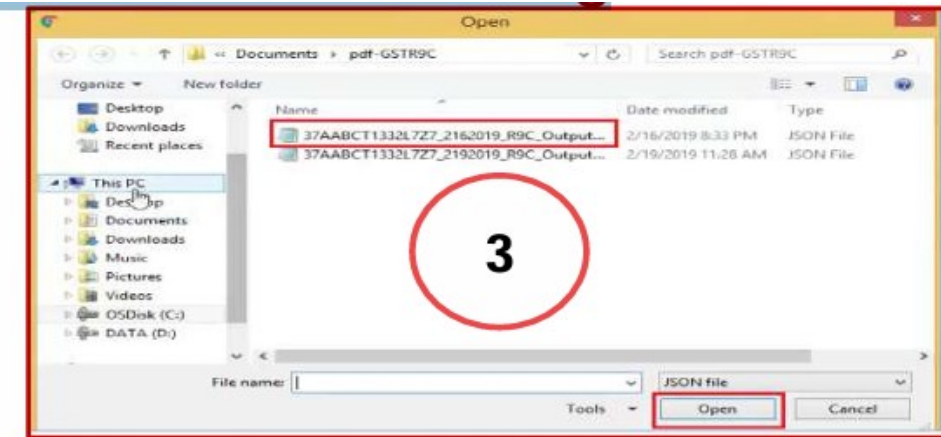 Open
« Documents › pdf-GSTR9C
Search pdf-GSTR9C
Organize New folder
Name Date modified Type
37AABCT1332L7Z7_2162019_R9C_Output... 2/16/2019 8:33 PM JSON File
37AABCT1332L7Z7_2192019_R9C_Output... 2/19/2019 11:28 AM JSON File
Desktop
Downloads
Recent places
This PC
Desktop
Documents
Downloads
Music
Pictures
Videos
OSDisk (C:)
DATA (D:)
3
File name: JSON file
Tools Open Cancel